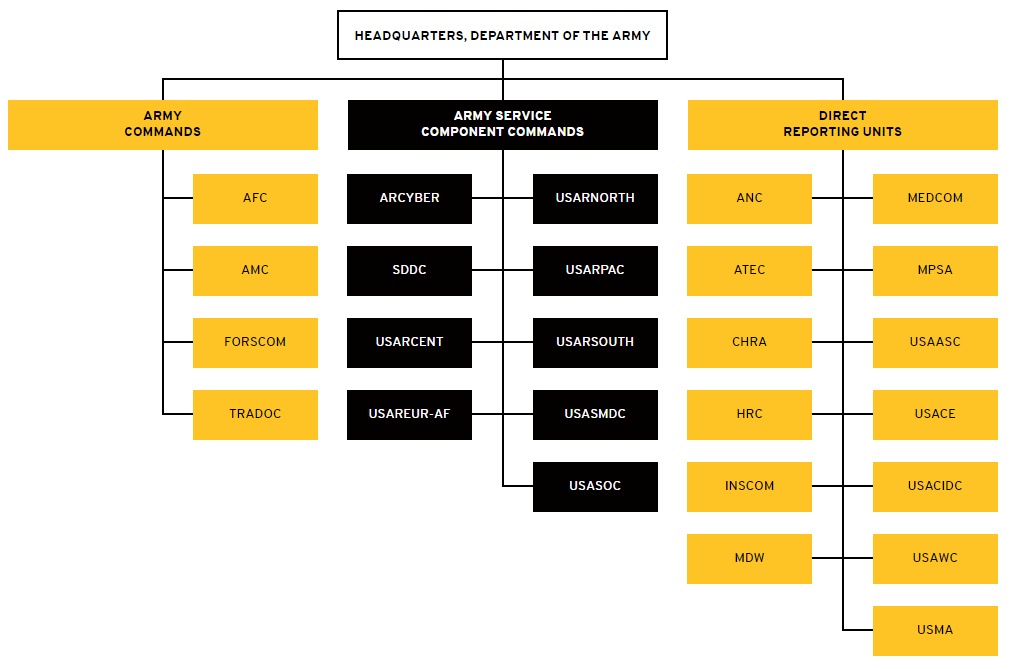 HEADQUARTERS, DEPARTMENT OF THE ARMY
ARMY
COMMANDS
AFC
AMC
FORSCOM
TRADOC
ARMY SERVICE
COMPONENT COMMANDS
ARCYBER
USARNORTH
SDDC
USARPAC
USARCENT
USARSOUTH
USAREUR-AF
USASMDC
USASOC
DIRECT
REPORTING UNITS
ANC
MEDCOM
ATEC
MPSA
CHRA
USAASC
HRC
USACE
INSCOM
USACIDC
MDW
USAWC
USMA